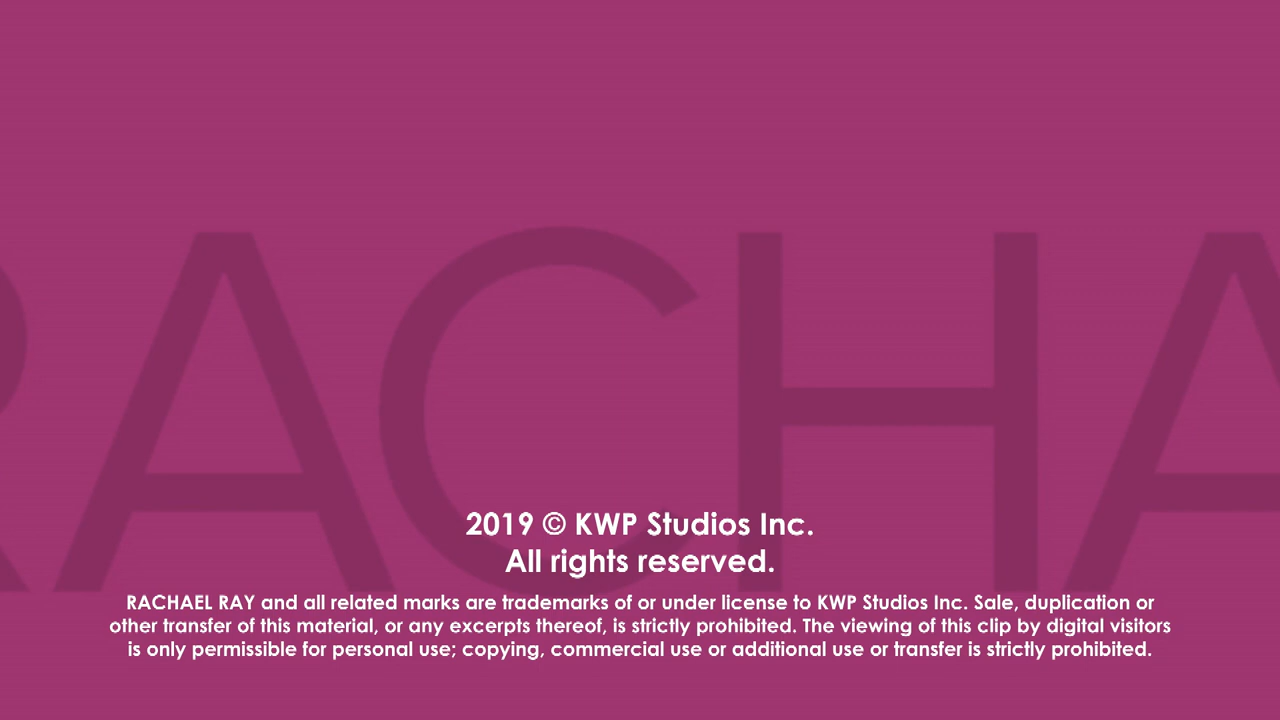 RACHA
2019 © KWP Studios Inc.
All rights reserved.
RACHAEL RAY and all related marks are trademarks of or under license to KWP Studios Inc. Sale, duplication or
other transfer of this material, or any excerpts thereof, is strictly prohibited. The viewing of this clip by digital visitors
is only permissible for personal use; copying, commercial use or additional use or transfer is strictly prohibited.